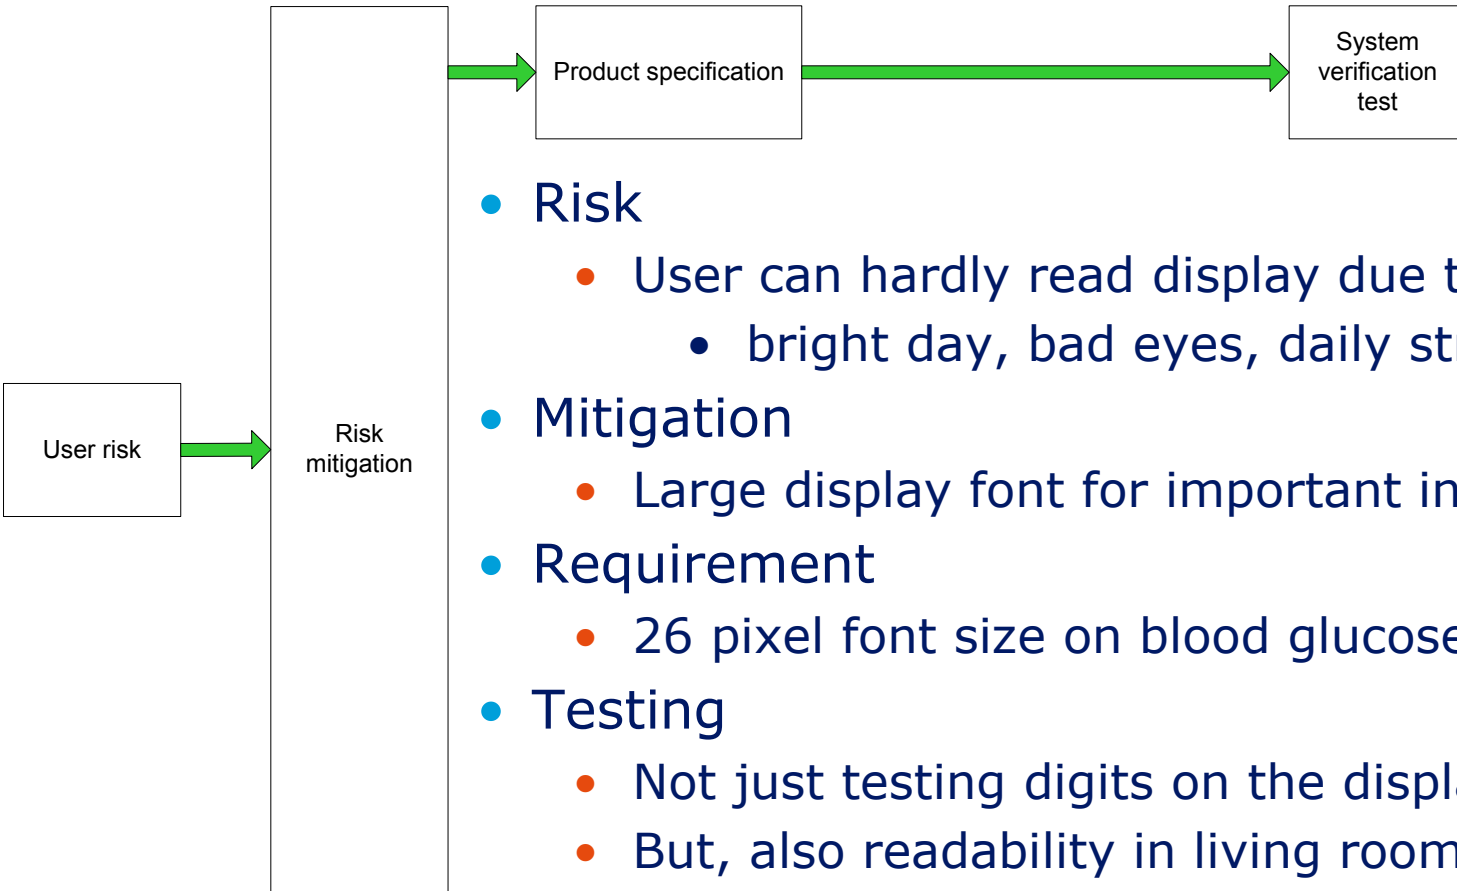 Product specification
System
verification
test
User risk
Risk
mitigation
• Risk
• User can hardly read display due
• bright day, bad eyes, daily
• Mitigation
• Large display font for important
• Requirement
• 26 pixel font size on blood glucose
• Testing
• Not just testing digits on the
• But, also readability in living room